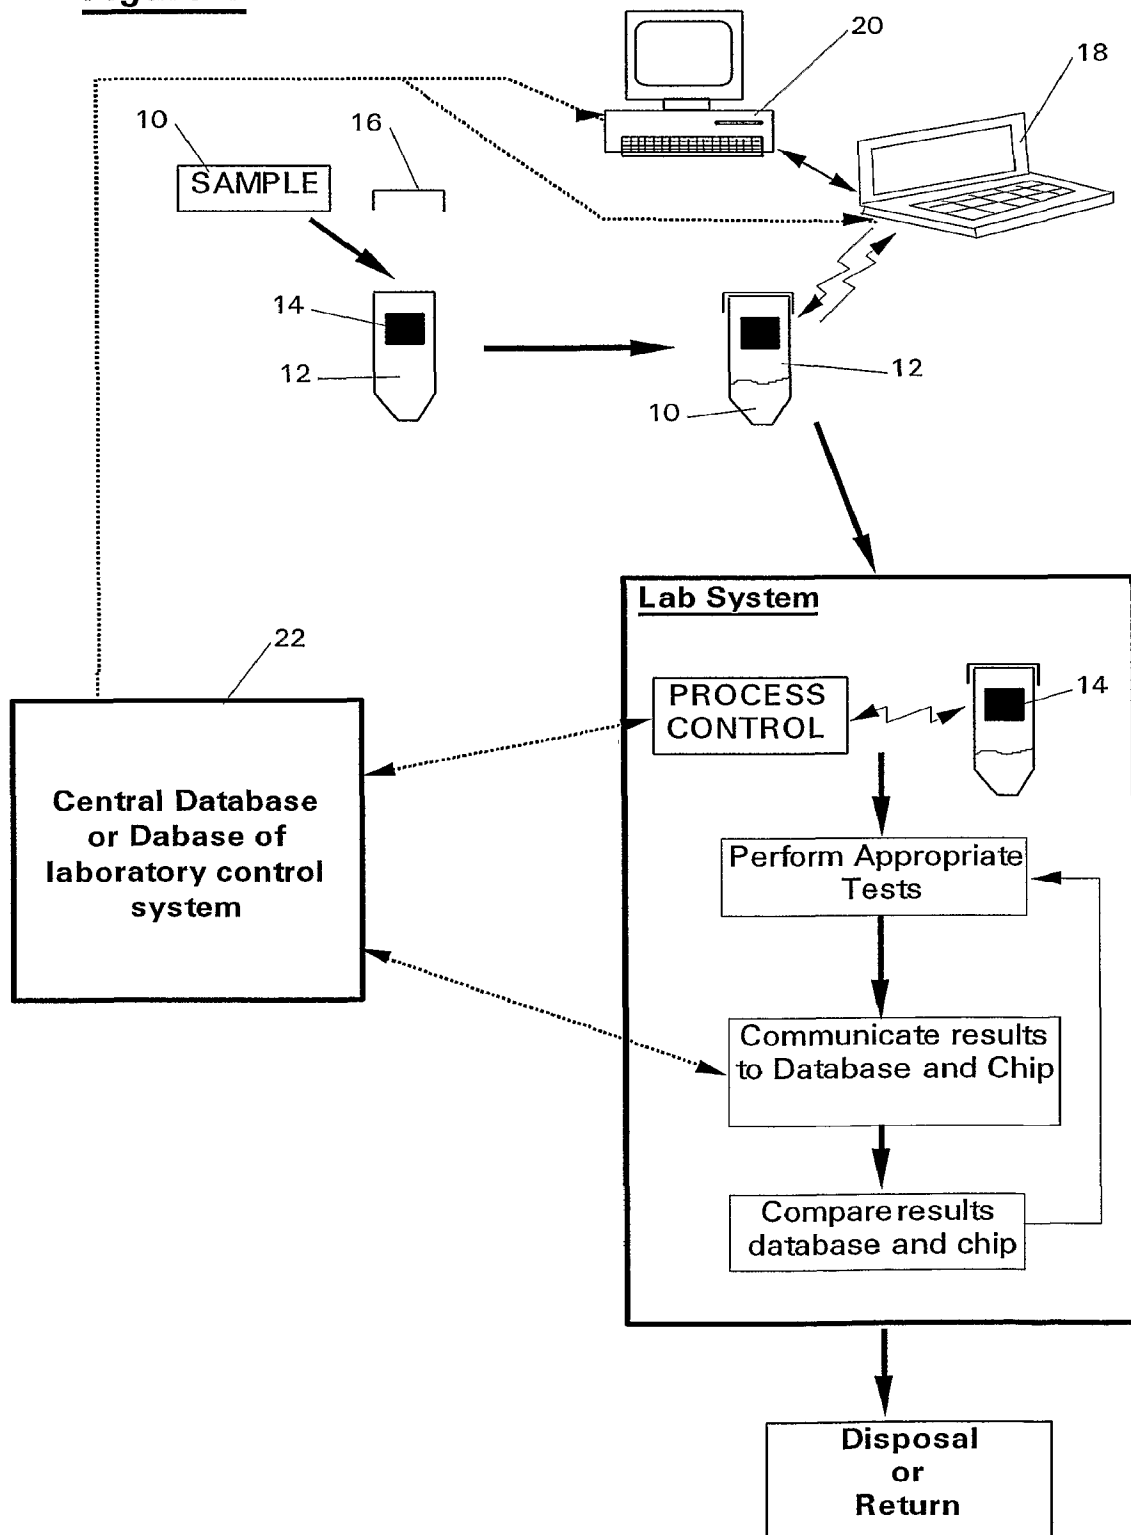 20
18
10
16
SAMPLE
14
12
12
10
Lab System
22
PROCESS
CONTROL
14
Central Database
or Dabase of
laboratory control
system
Perform Appropriate
Tests
Communicate results
to Database and Chip
Compare results
database and chip
Disposal
or
Return